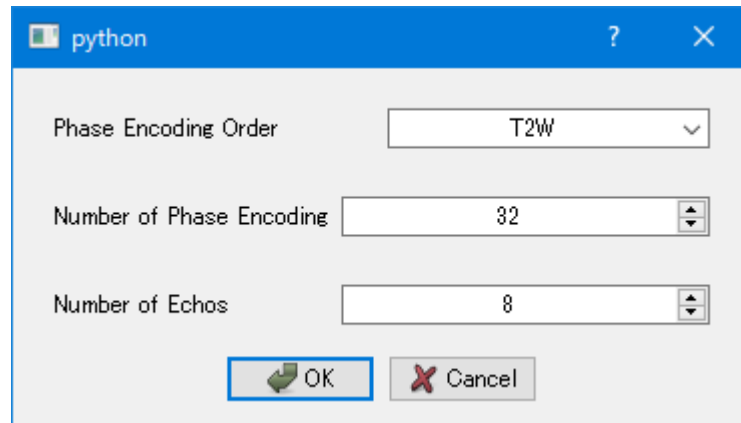 python ?
Phase Encoding Order T2W
Number of Phase Encoding 32
Number of Echos 8
OK Cancel